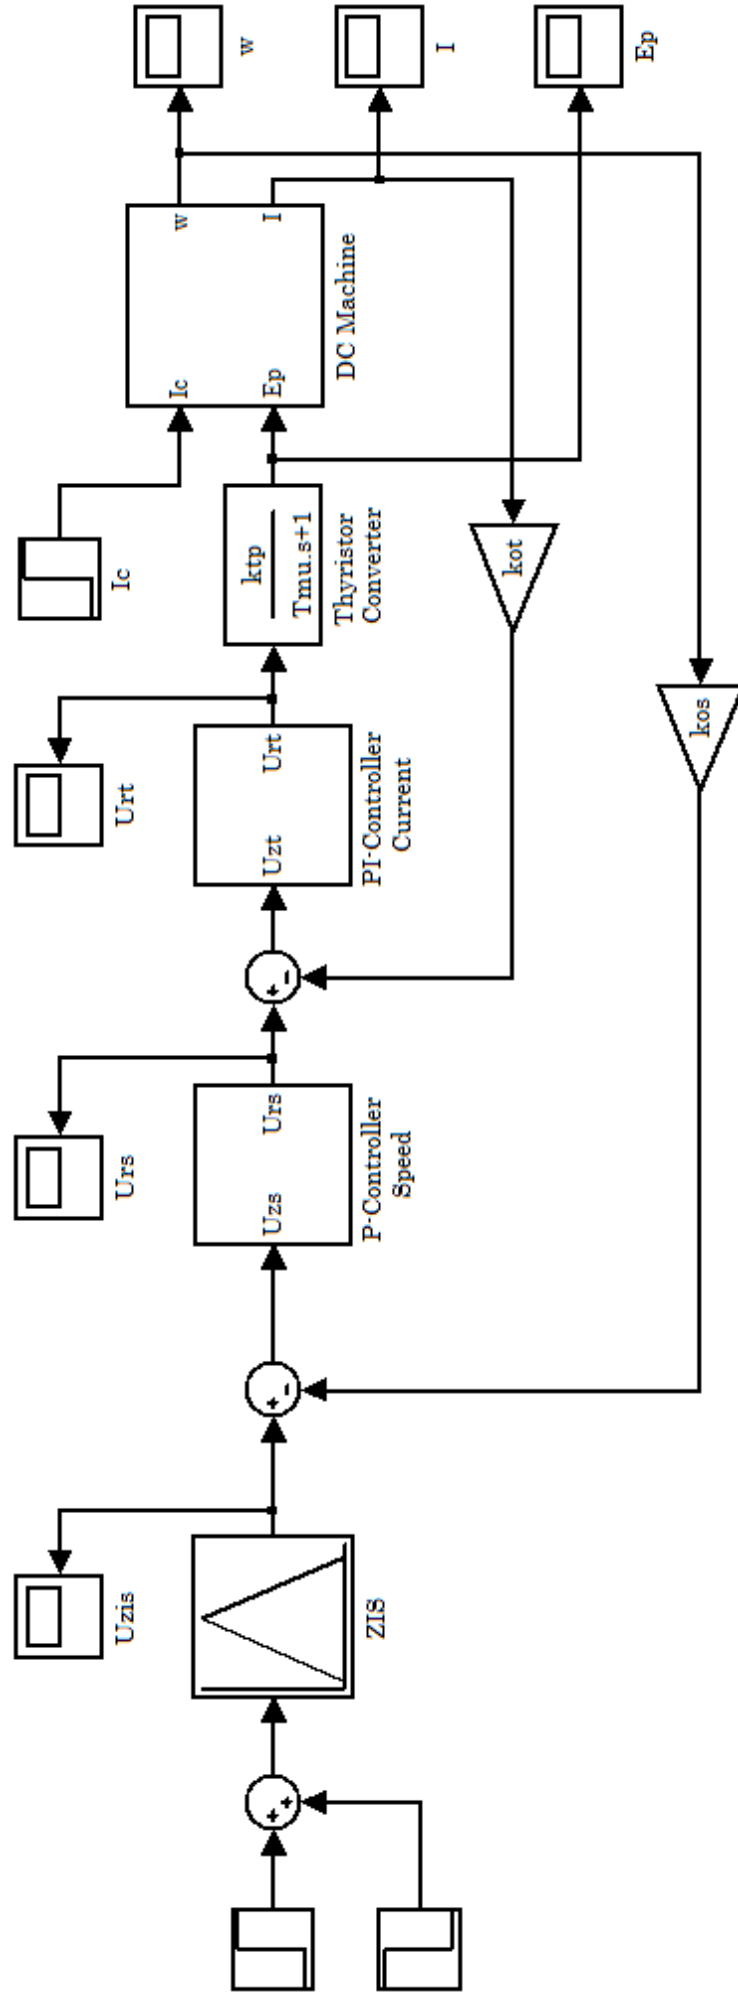 Uzis
ZIS
+
+
+
-
Urs
Uzs
Urs
P-Controller
Speed
+
-
Urt
Uzt
Urt
PI-Controller
Current
Ic
ktp
Tmu.s+1
Thyristor
Converter
kot
kos
Ic
w
Ep
I
DC Machine
w
I
Ep